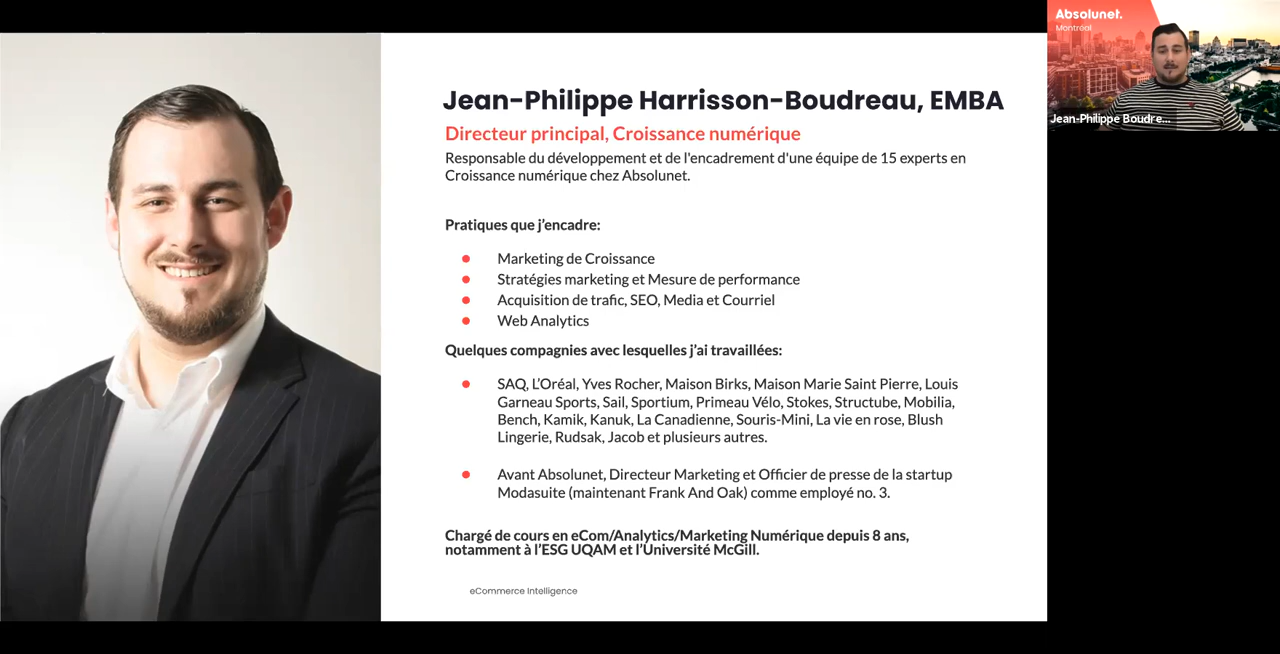 Jean-Philippe Harrisson-Boudreau, EMBA
Directeur principal, Croissance numérique
Responsable du développement et de l'encadrement d'une équipe de 15 experts en
Croissance numérique chez Absolunet.
Pratiques que j’encadre:
Marketing de Croissance
Stratégies marketing et Mesure de performance
Acquisition de trafic, SEO, Media et Courriel
Web Analytics
Quelques compagnies avec lesquelles j’ai travaillées:
SAQ, L’Oréal, Yves Rocher, Maison Birks, Maison Marie Saint Pierre, Louis
Garneau Sports, Sail, Sportium, Primeau Vélo, Stokes, Structube, Mobilia,
Bench, Kamik, Kanuk, La Canadienne, Souris-Mini, La vie en rose, Blush
Lingerie, Rudsak, Jacob et plusieurs autres.
Avant Absolunet, Directeur Marketing et Officier de presse de la startup
Modasuite (maintenant Frank And Oak) comme employé no. 3.
Chargé de cours en eCom/Analytics/Marketing Numérique depuis 8 ans,
notamment à l’ESG UQAM et l’Université McGill.
eCommerce Intelligence
Absolunet.
Montréal
Jean-Philippe Boudre...